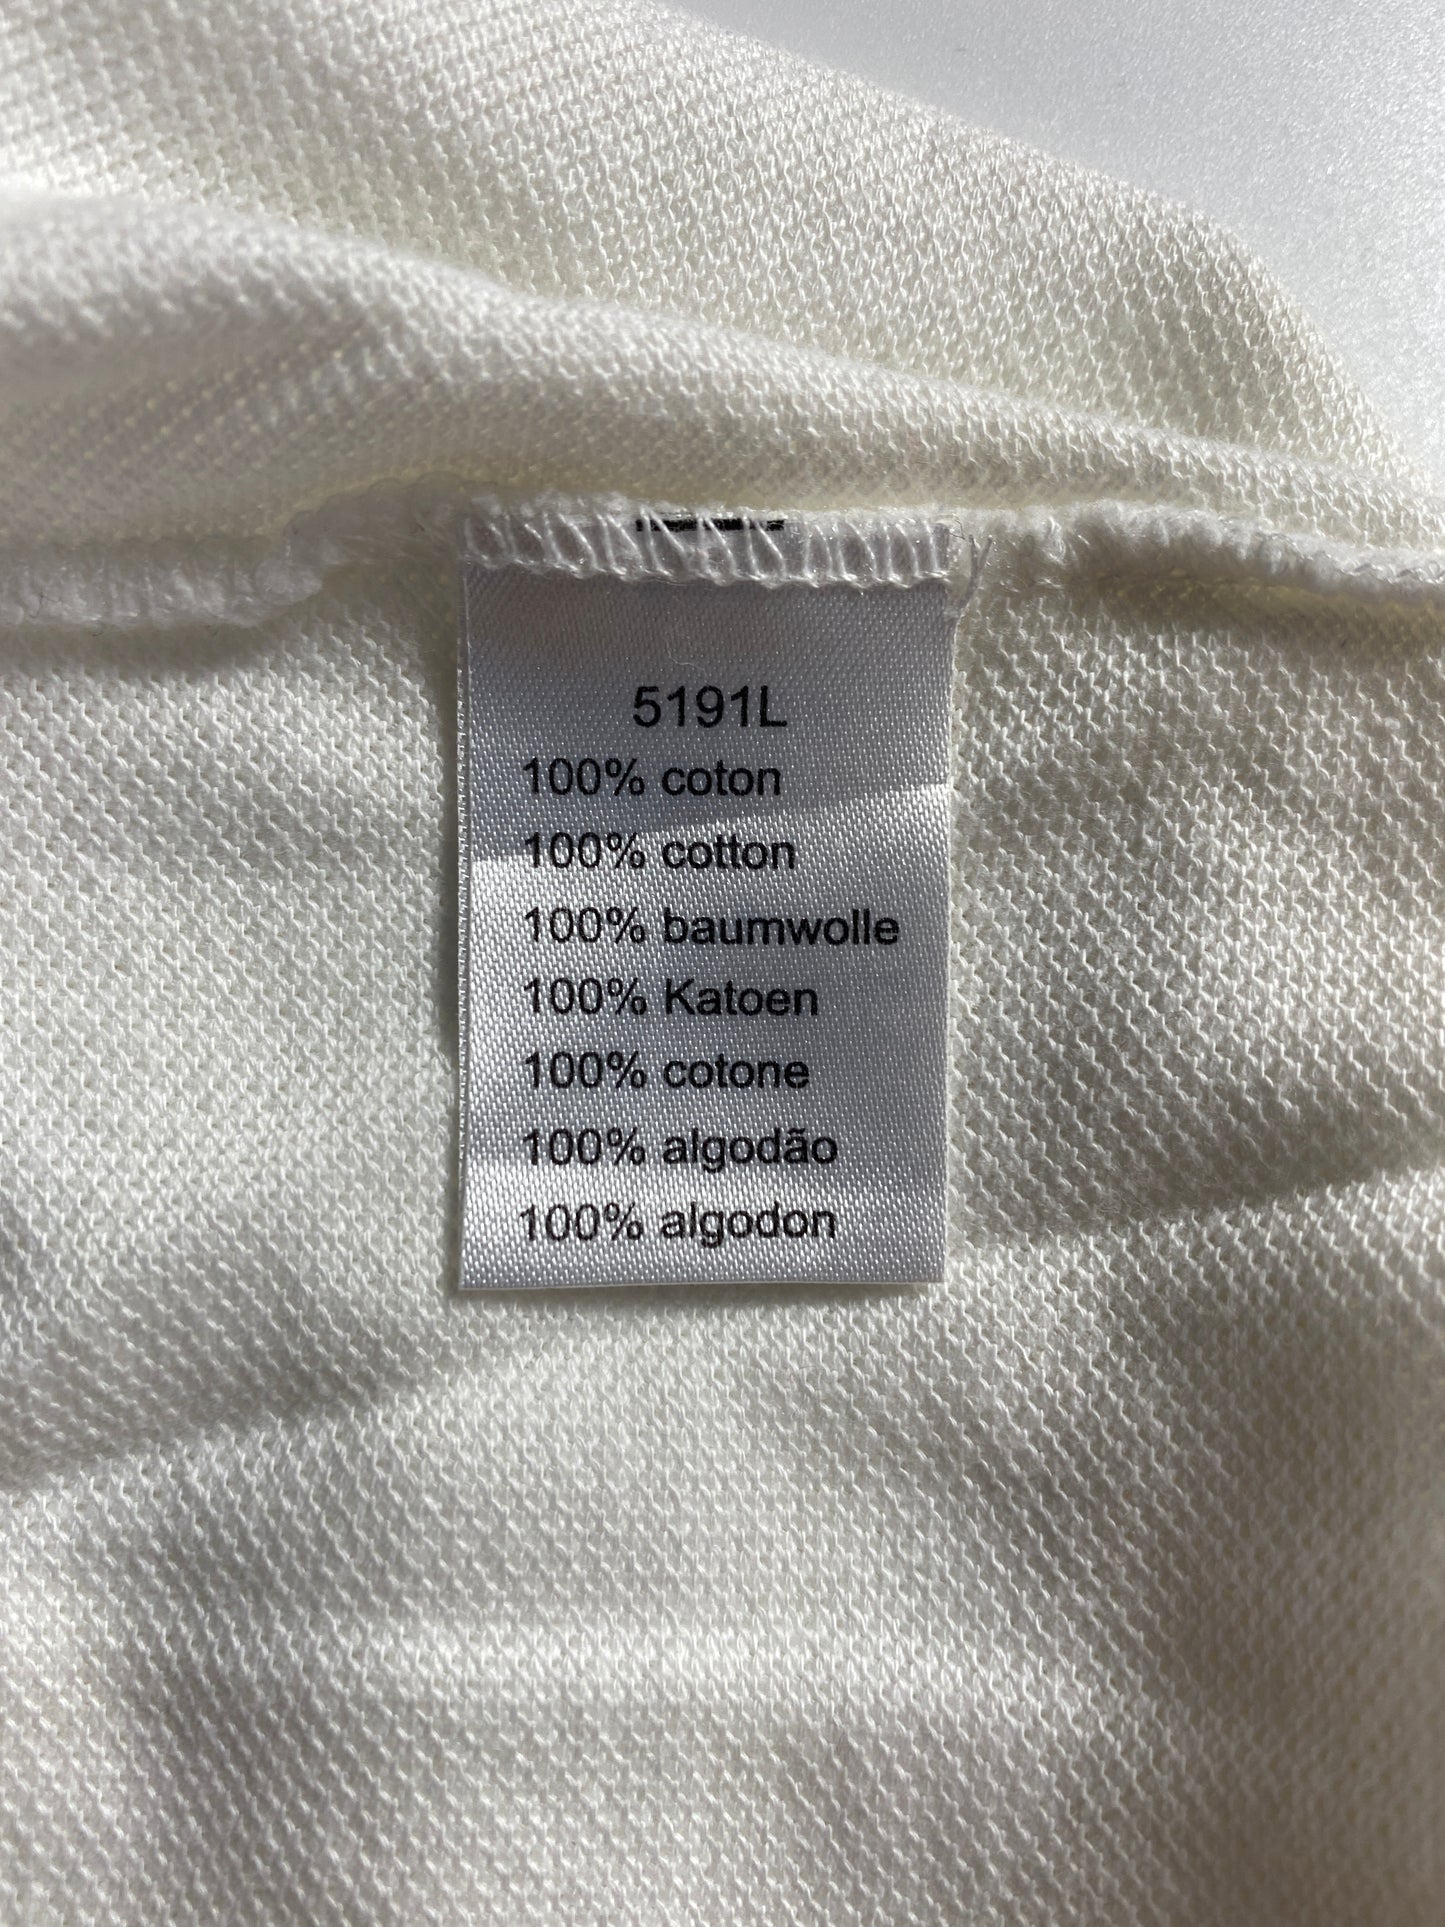 5191L
100% coton
100% cotton
100% baumwolle
100% Katoen
100% cotone
100% algodão
100% algodon